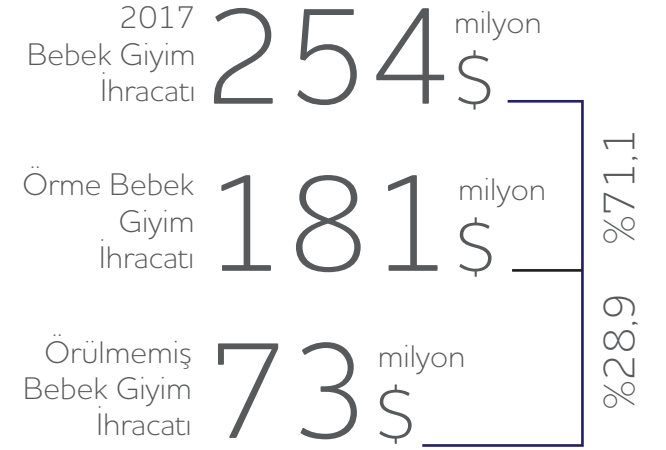 2017
Bebek Giyim
İhracatı
254 milyon
$
%71,1
Örme Bebek
Giyim
İhracatı
181 milyon
$
%28,9
Örülmemiş
Bebek Giyim
İhracatı
73 milyon
$